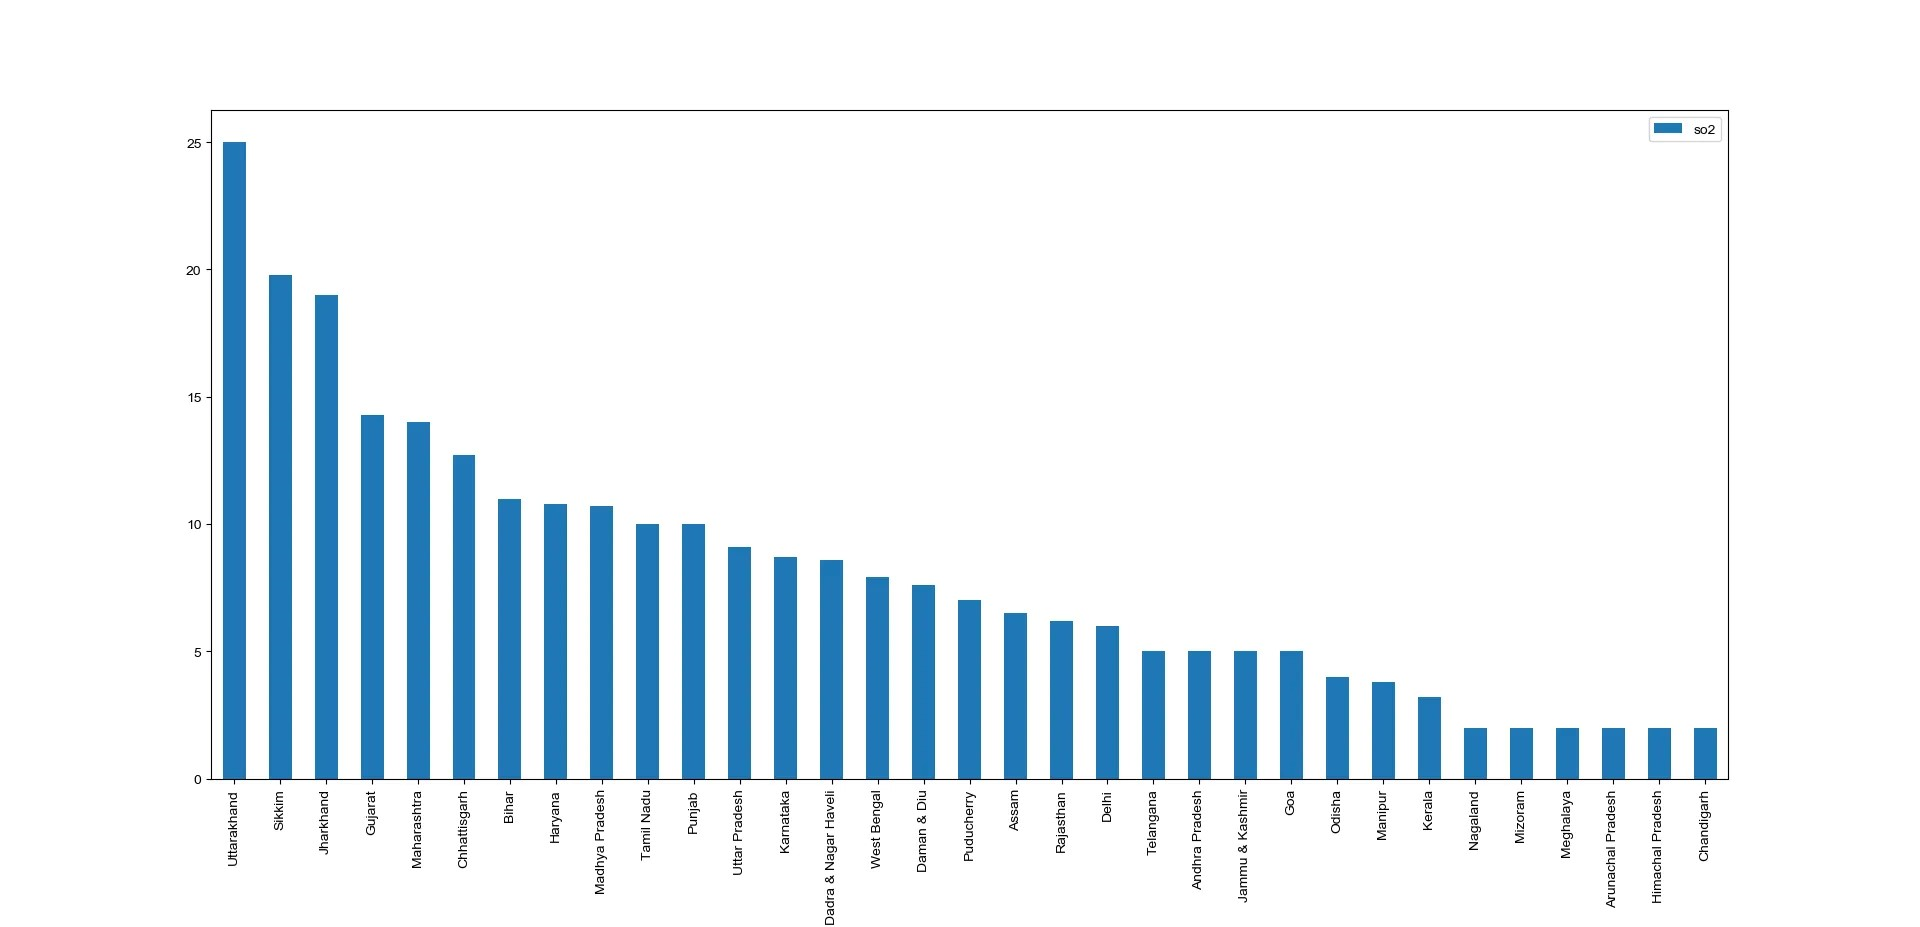 so2
25
20
15
10
5
0
Uttarakhand
Sikkim
Jharkhand
Gujarat
Maharashtra
Chhattisgarh
Bihar
Haryana
Madhya Pradesh
Tamil Nadu
Punjab
Uttar Pradesh
Karnataka
Dadra & Nagar Haveli
West Bengal
Daman & Diu
Puducherry
Assam
Rajasthan
Delhi
Telangana
Andhra Pradesh
Jammu & Kashmir
Goa
Odisha
Manipur
Kerala
Nagaland
Mizoram
Meghalaya
Arunachal Pradesh
Himachal Pradesh
Chandigarh